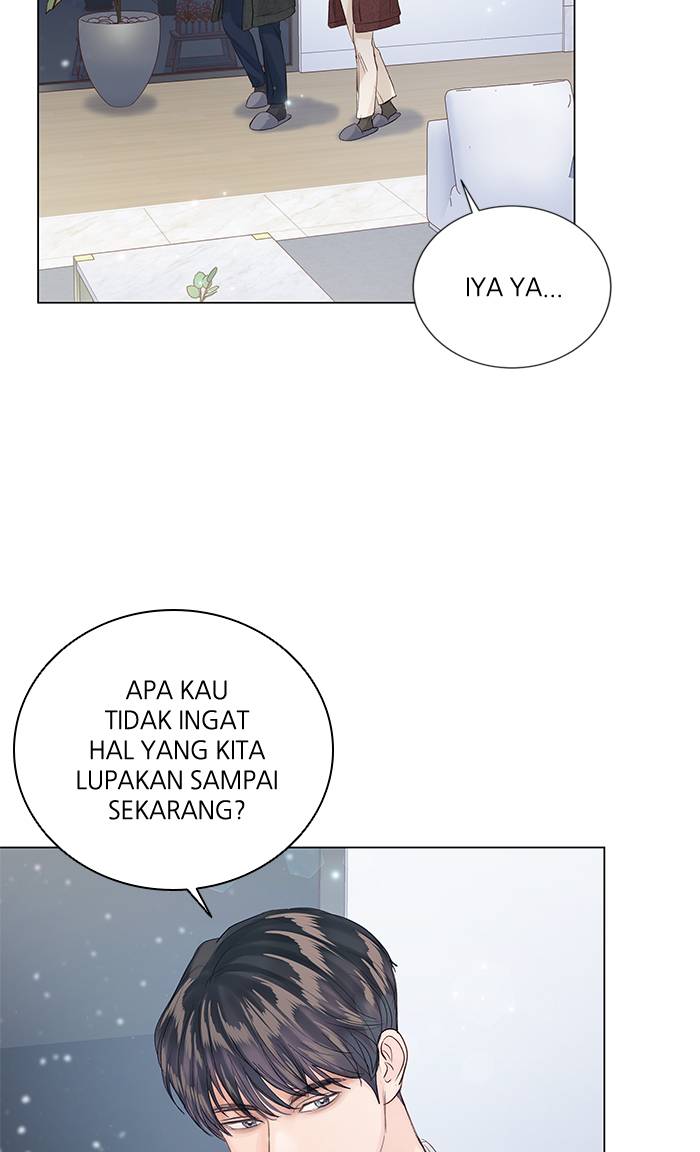 IYA YA...
APA KAU
TIDAK INGAT
HAL YANG KITA
LUPAKAN SAMPAI
SEKARANG?